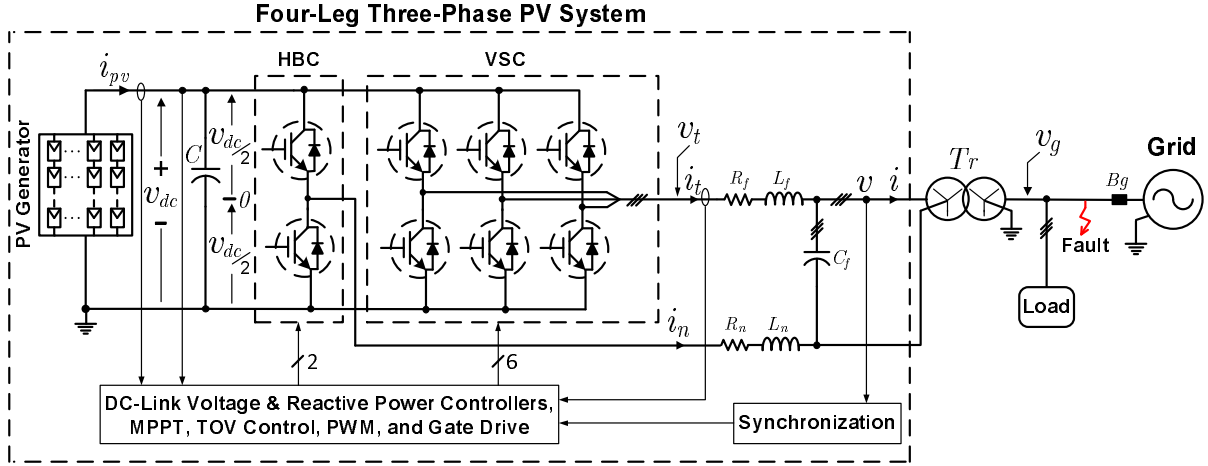 Four-Leg Three-Phase PV System
HBC
VSC
i_pv
PV Generator
+
v_dc
−
C
v_dc/2
0
v_dc/2
v_t
i_t
R_f
L_f
v
i
T_r
v_g
Grid
B_g
Fault
C_f
Load
i_n
R_n
L_n
2
6
DC-Link Voltage & Reactive Power Controllers,
MPPT, TOV Control, PWM, and Gate Drive
Synchronization